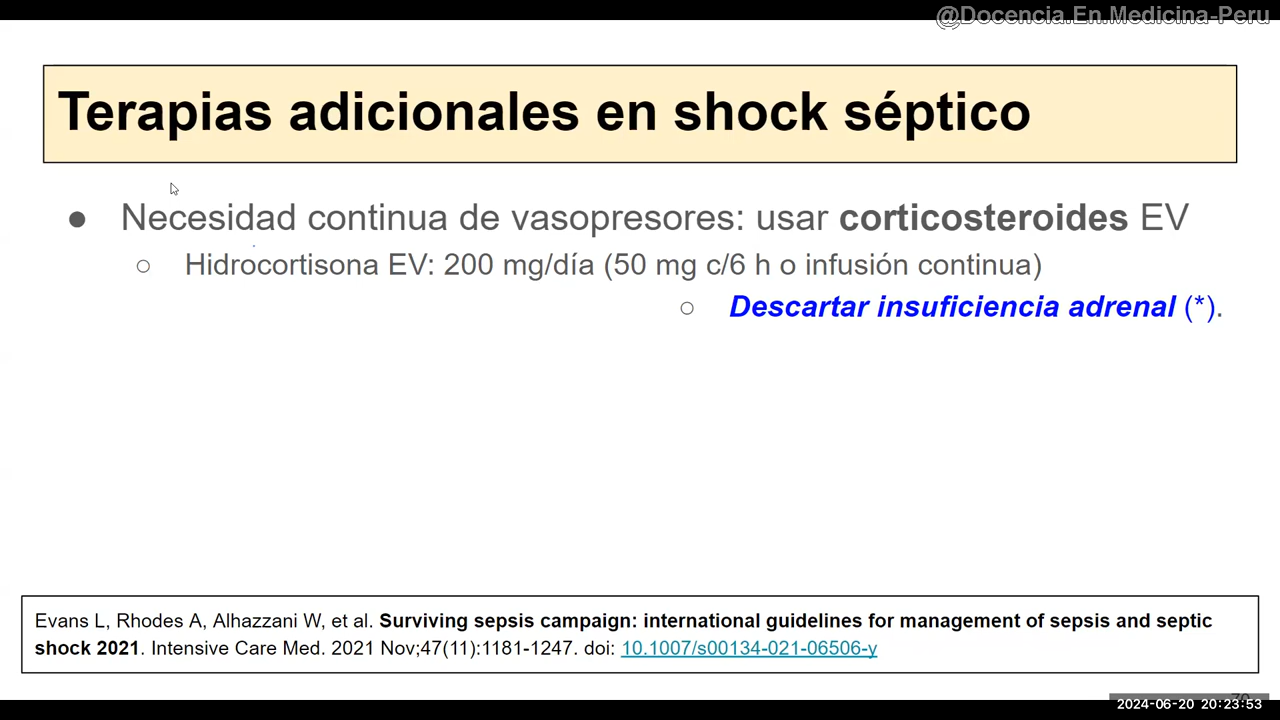 @Docencia.En.Medicina-Peru
Terapias adicionales en shock séptico
● Necesidad continua de vasopresores: usar corticosteroides EV
○ Hidrocortisona EV: 200 mg/día (50 mg c/6 h o infusión continua)
○ Descartar insuficiencia adrenal (*).
Evans L, Rhodes A, Alhazzani W, et al. Surviving sepsis campaign: international guidelines for management of sepsis and septic
shock 2021. Intensive Care Med. 2021 Nov;47(11):1181-1247. doi: 10.1007/s00134-021-06506-y
2024-06-20 20:23:53